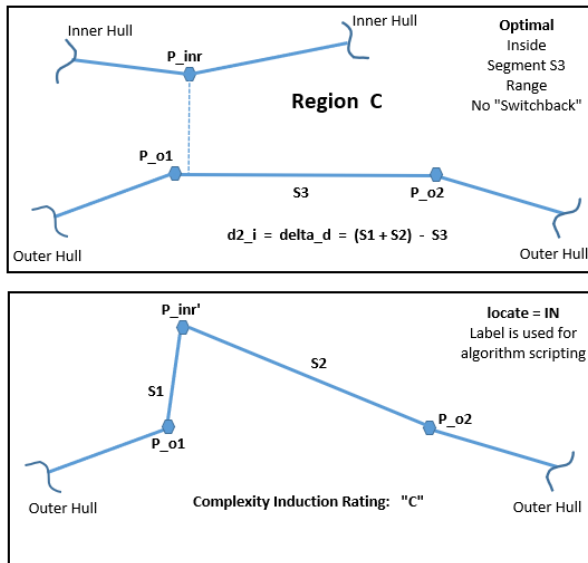 Inner Hull
P_inr
Inner Hull
Optimal
Inside
Segment S3
Range
No "Switchback"
Region C
P_o1
S3
P_o2
d2_i = delta_d = (S1 + S2) - S3
Outer Hull
Outer Hull
P_inr'
locate = IN
Label is used for
algorithm scripting
S1
S2
P_o1
P_o2
Outer Hull
Complexity Induction Rating: "C"
Outer Hull